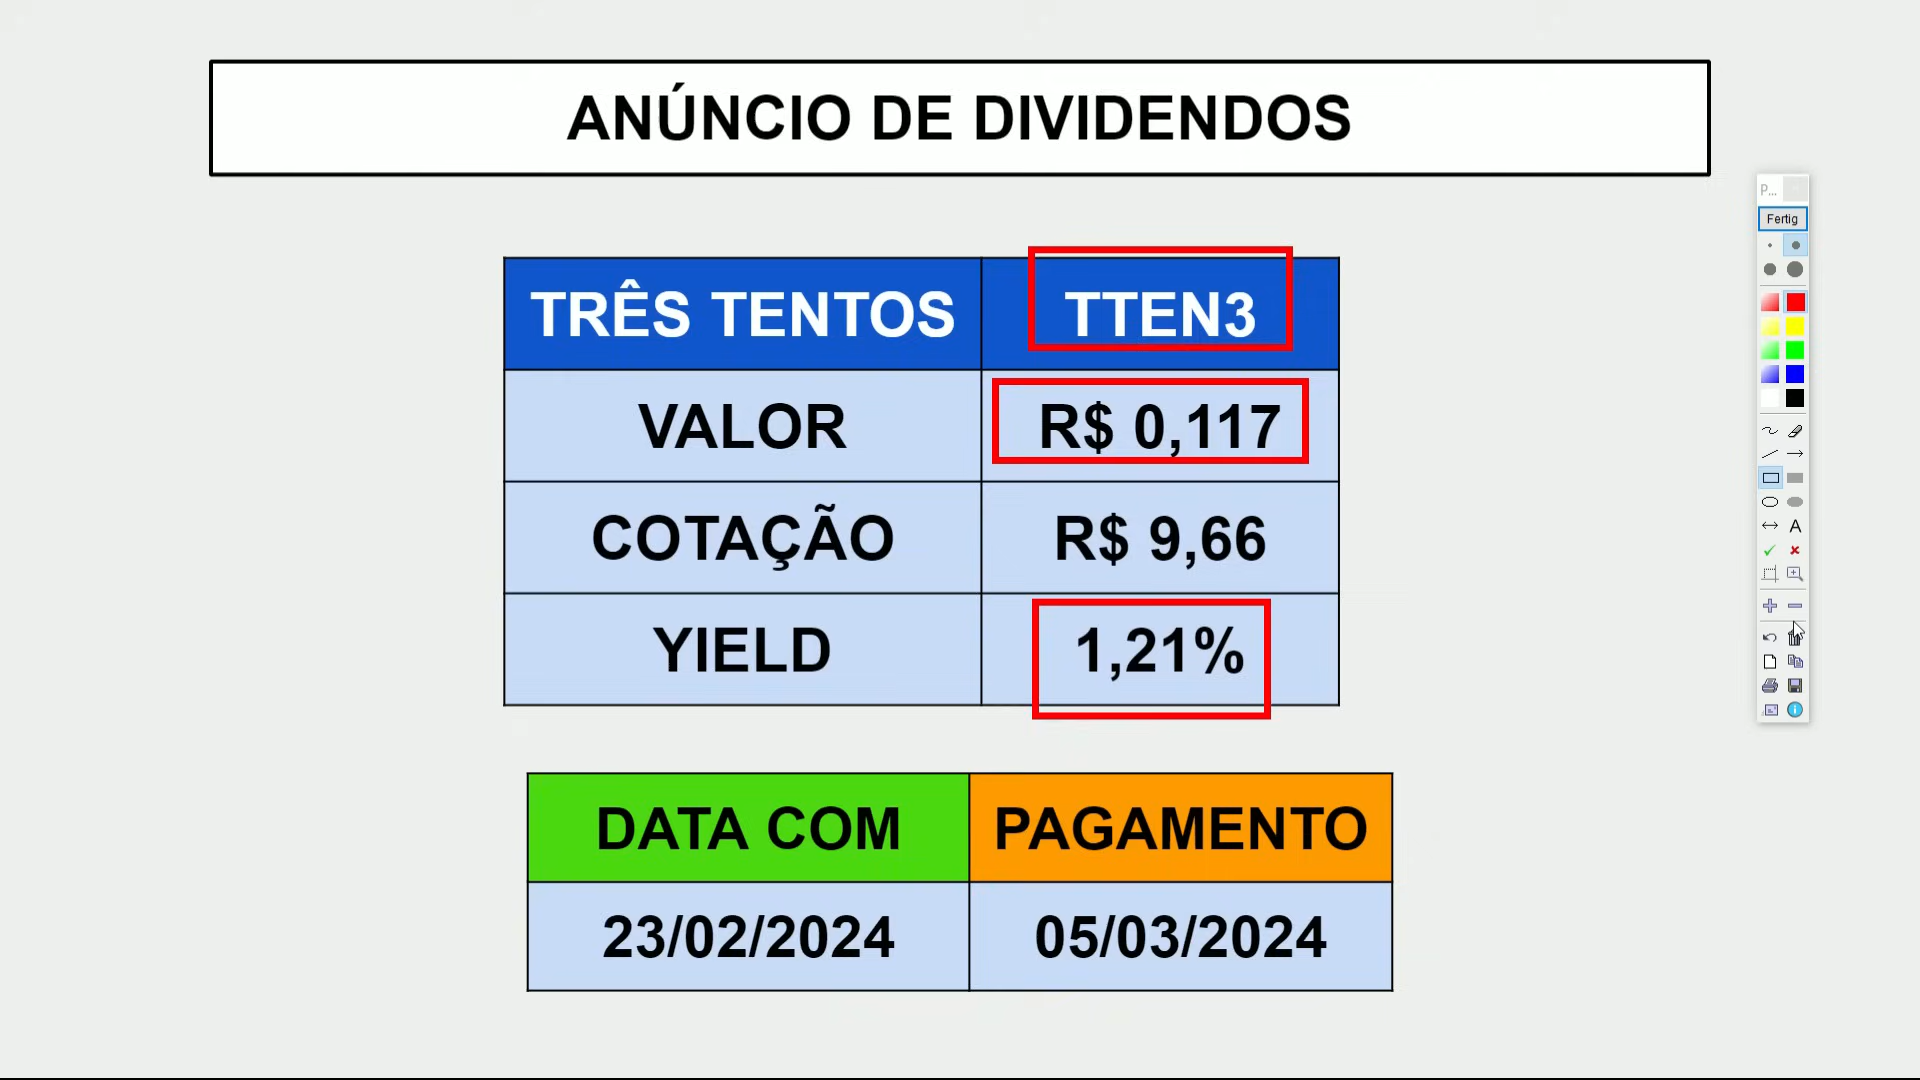 ANÚNCIO DE DIVIDENDOS
TRÊS TENTOS TTEN3
VALOR R$ 0,117
COTAÇÃO R$ 9,66
YIELD 1,21%
DATA COM PAGAMENTO
23/02/2024 05/03/2024
P...
Fertig
A